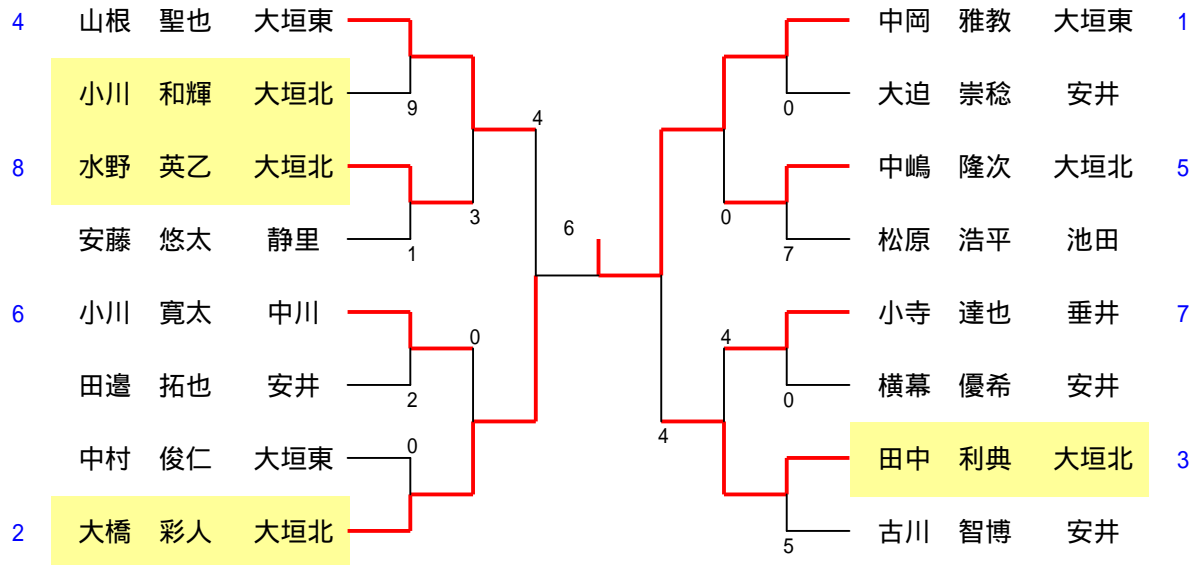 4 山根 聖也 大垣東
小川 和輝 大垣北
9
8 水野 英乙 大垣北
安藤 悠太 静里
1
3
4
6 小川 寛太 中川
田邉 拓也 安井
2
0
中村 俊仁 大垣東
0
2 大橋 彩人 大垣北
6
中岡 雅教 大垣東 1
大迫 崇稔 安井
0
中嶋 隆次 大垣北 5
0
松原 浩平 池田
7
小寺 達也 垂井 7
4
横幕 優希 安井
0
4
田中 利典 大垣北 3
古川 智博 安井
5